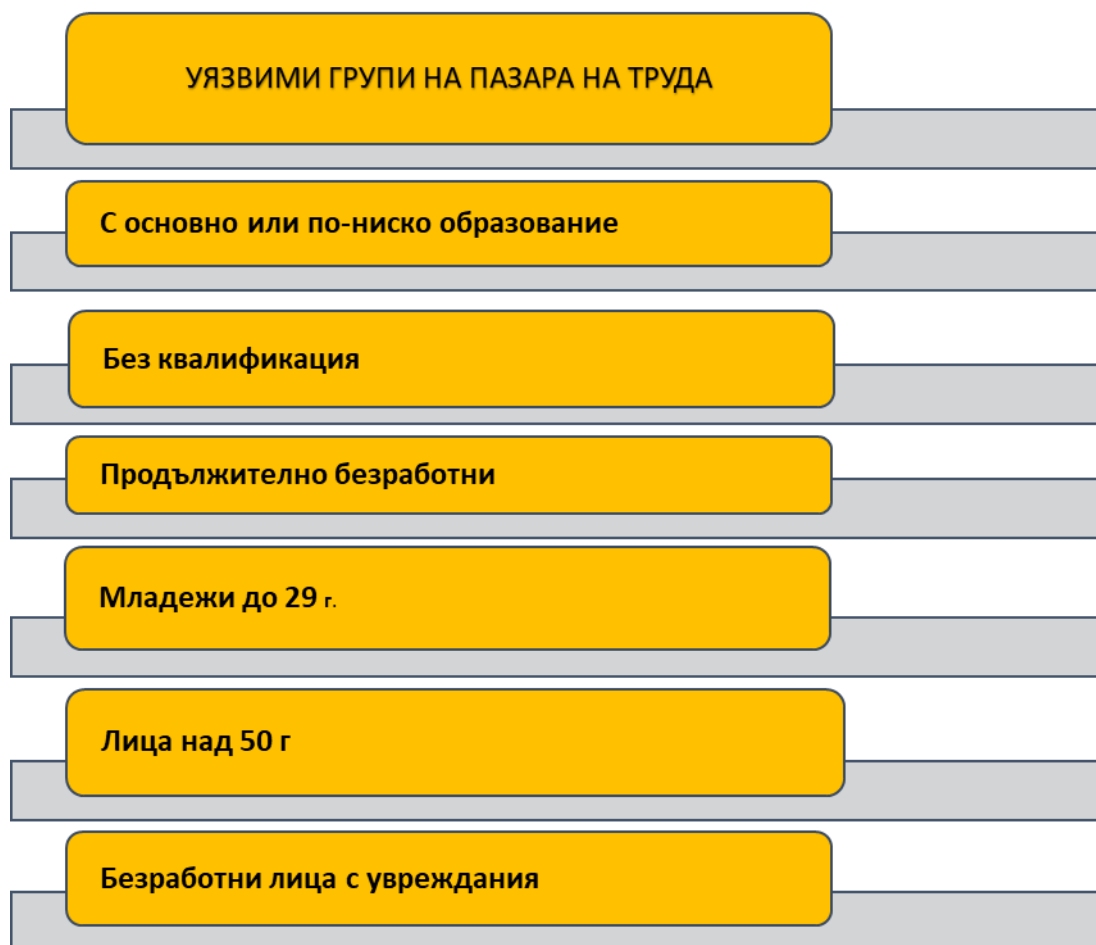 УЯЗВИМИ ГРУПИ НА ПАЗАРА НА ТРУДА
С основно или по-ниско образование
Без квалификация
Продължително безработни
Младежи до 29 г.
Лица над 50 г
Безработни лица с увреждания